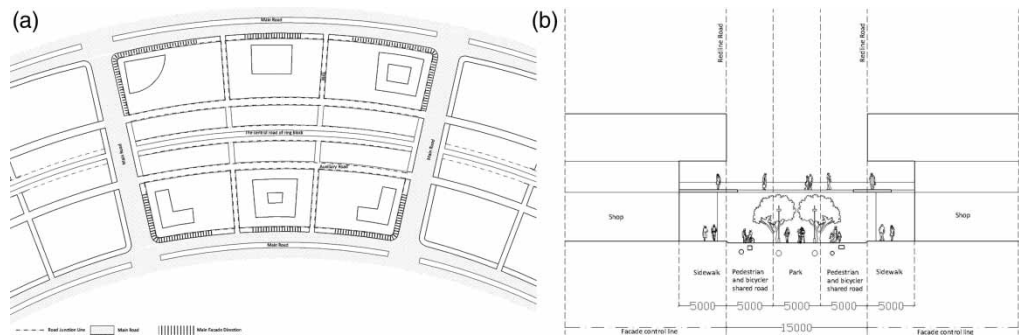 (a)
Main Road
Main Road
The central road of ring block
Auxiliary Road
Main Road
Main Road
Road Junction Line
Main Road
Main Facade Direction
(b)
Redline Road
Redline Road
Shop
Shop
Sidewalk
Pedestrian
and bicycler
shared road
Park
Pedestrian
and bicycler
shared road
Sidewalk
5000
5000
5000
5000
5000
15000
Facade control line
Facade control line